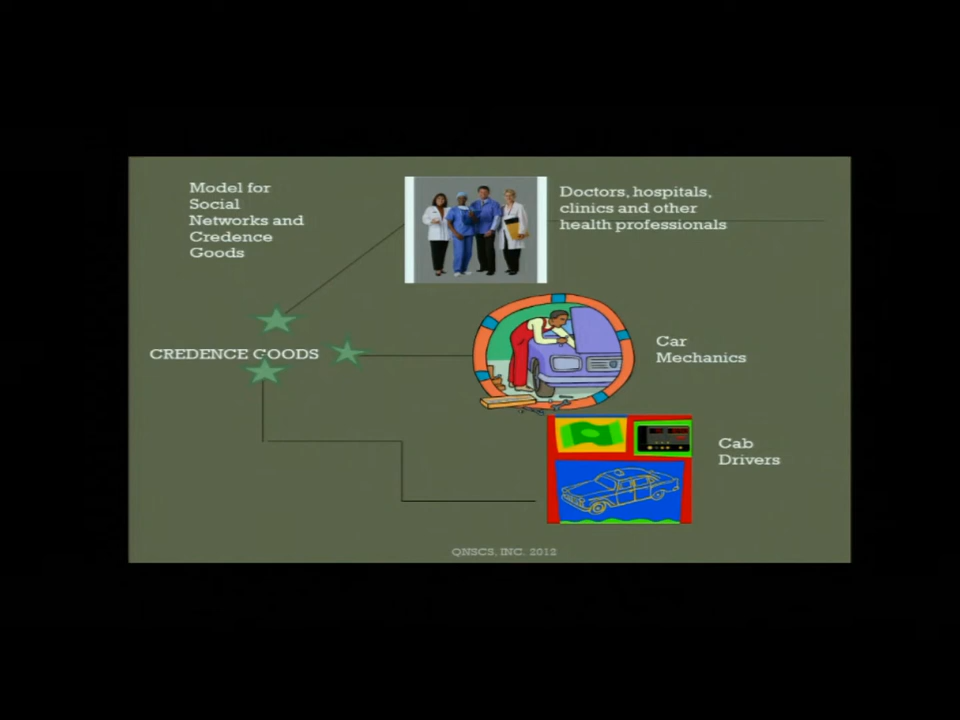 Model for
Social
Networks and
Credence
Goods
Doctors, hospitals,
clinics and other
health professionals
CREDENCE GOODS
Car
Mechanics
Cab
Drivers
QNSCS, INC. 2012